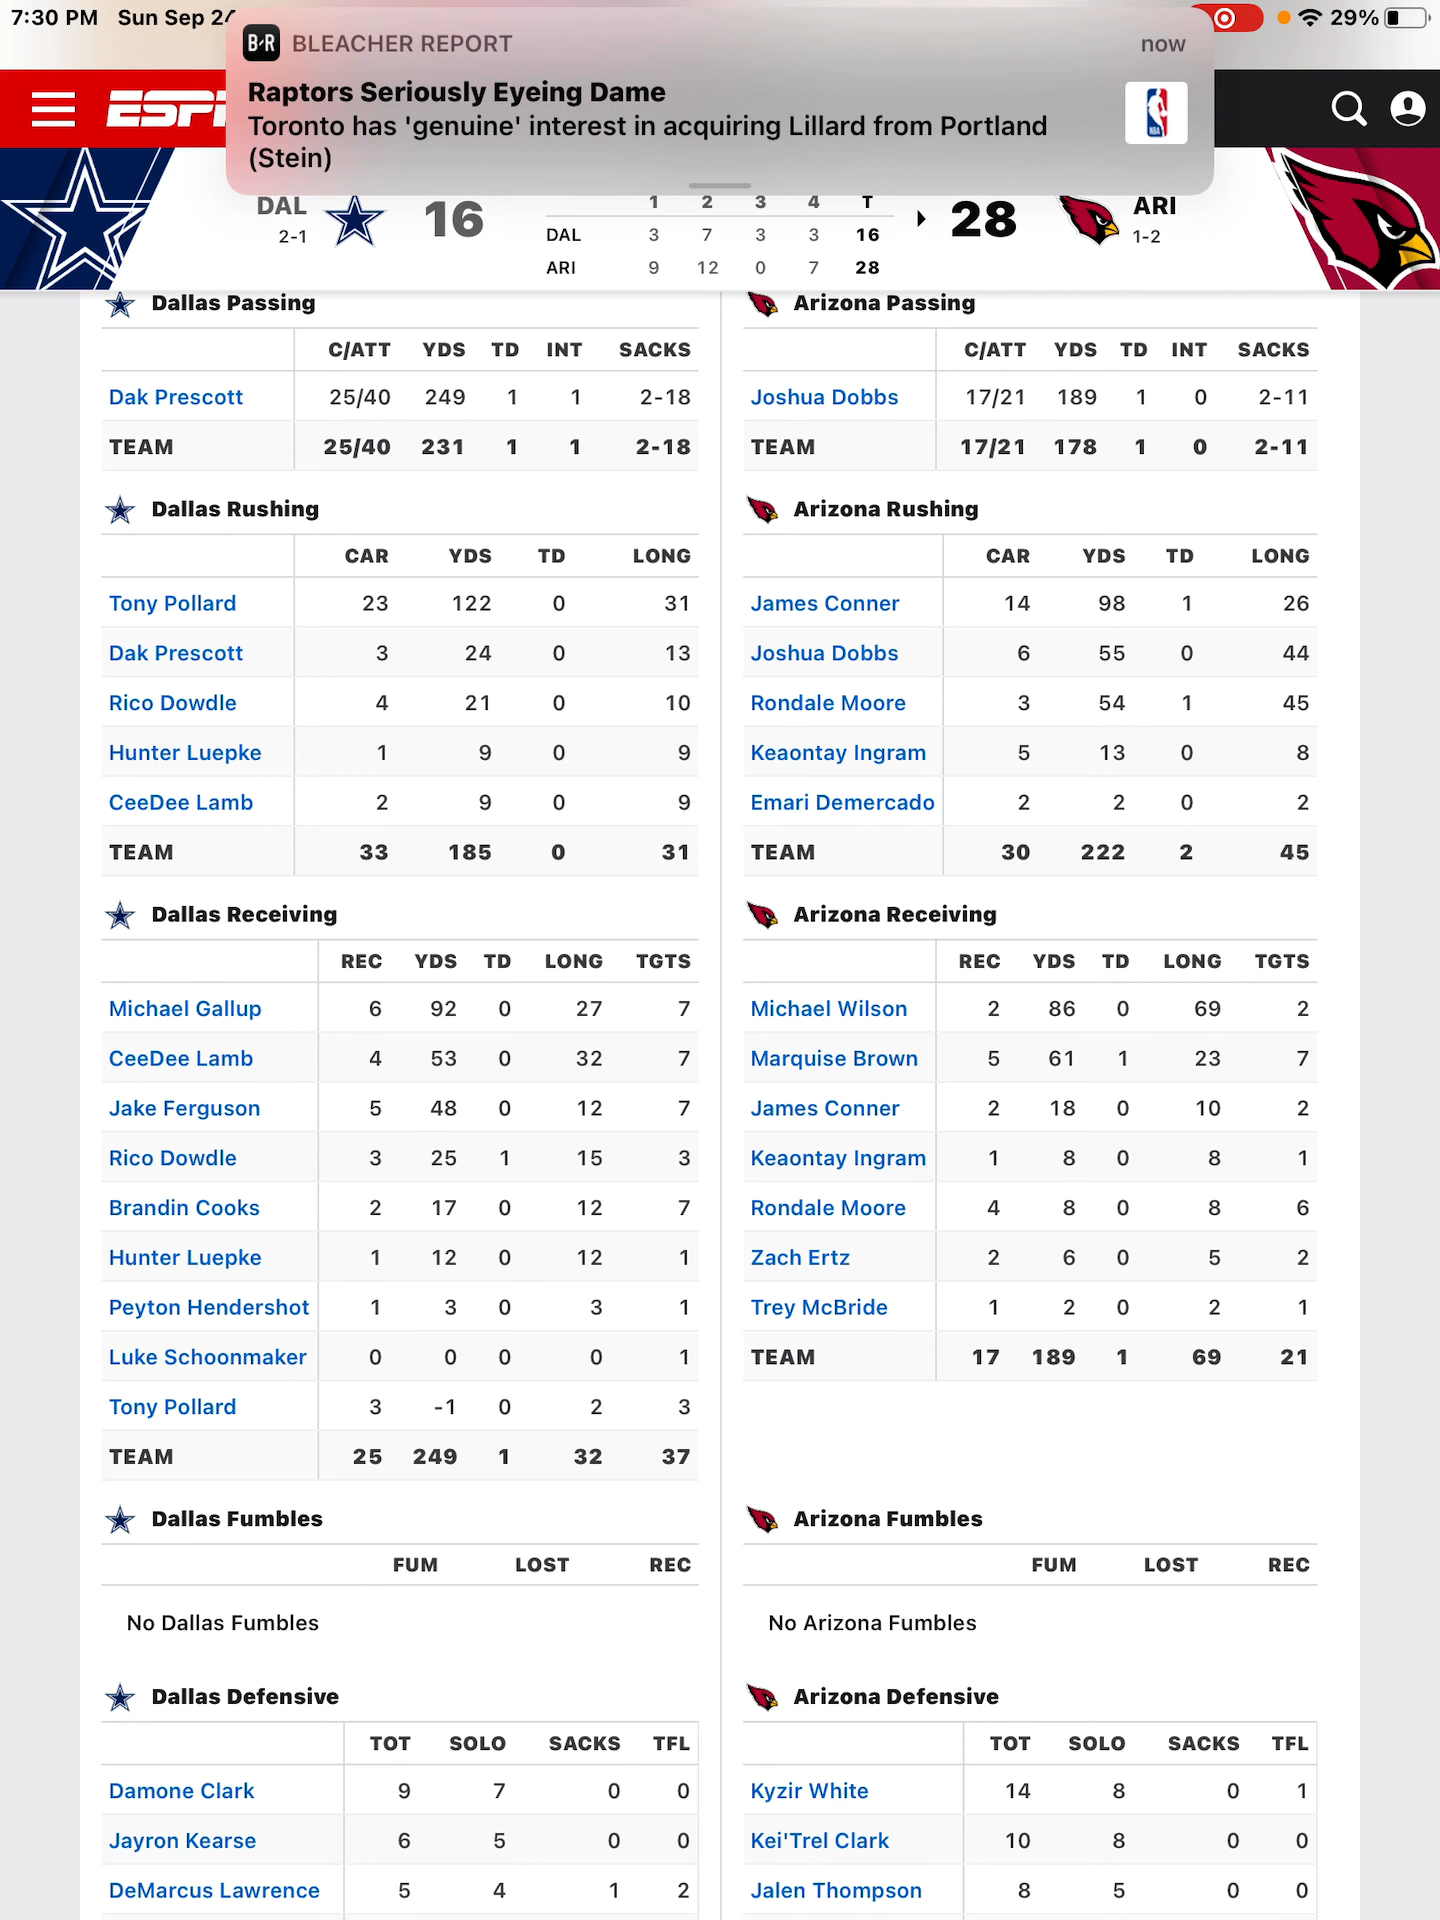 7:30 PM Sun Sep 24
29%
B/R BLEACHER REPORT now
Raptors Seriously Eyeing Dame
Toronto has 'genuine' interest in acquiring Lillard from Portland
(Stein)
NBA
DAL 2-1 16
1 2 3 4 T
DAL 3 7 3 3 16
ARI 9 12 0 7 28
28 ARI 1-2
Dallas Passing
C/ATT YDS TD INT SACKS
Dak Prescott 25/40 249 1 1 2-18
TEAM 25/40 231 1 1 2-18
Arizona Passing
C/ATT YDS TD INT SACKS
Joshua Dobbs 17/21 189 1 0 2-11
TEAM 17/21 178 1 0 2-11
Dallas Rushing
CAR YDS TD LONG
Tony Pollard 23 122 0 31
Dak Prescott 3 24 0 13
Rico Dowdle 4 21 0 10
Hunter Luepke 1 9 0 9
CeeDee Lamb 2 9 0 9
TEAM 33 185 0 31
Arizona Rushing
CAR YDS TD LONG
James Conner 14 98 1 26
Joshua Dobbs 6 55 0 44
Rondale Moore 3 54 1 45
Keaontay Ingram 5 13 0 8
Emari Demercado 2 2 0 2
TEAM 30 222 2 45
Dallas Receiving
REC YDS TD LONG TGTS
Michael Gallup 6 92 0 27 7
CeeDee Lamb 4 53 0 32 7
Jake Ferguson 5 48 0 12 7
Rico Dowdle 3 25 1 15 3
Brandin Cooks 2 17 0 12 7
Hunter Luepke 1 12 0 12 1
Peyton Hendershot 1 3 0 3 1
Luke Schoonmaker 0 0 0 0 1
Tony Pollard 3 -1 0 2 3
TEAM 25 249 1 32 37
Arizona Receiving
REC YDS TD LONG TGTS
Michael Wilson 2 86 0 69 2
Marquise Brown 5 61 1 23 7
James Conner 2 18 0 10 2
Keaontay Ingram 1 8 0 8 1
Rondale Moore 4 8 0 8 6
Zach Ertz 2 6 0 5 2
Trey McBride 1 2 0 2 1
TEAM 17 189 1 69 21
Dallas Fumbles
FUM LOST REC
No Dallas Fumbles
Arizona Fumbles
FUM LOST REC
No Arizona Fumbles
Dallas Defensive
TOT SOLO SACKS TFL
Damone Clark 9 7 0 0
Jayron Kearse 6 5 0 0
DeMarcus Lawrence 5 4 1 2
Arizona Defensive
TOT SOLO SACKS TFL
Kyzir White 14 8 0 1
Kei'Trel Clark 10 8 0 0
Jalen Thompson 8 5 0 0